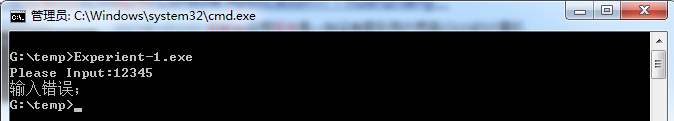 管理员: C:\Windows\system32\cmd.exe
G:\temp>Experient-1.exe
Please Input:12345
输入错误;
G:\temp>